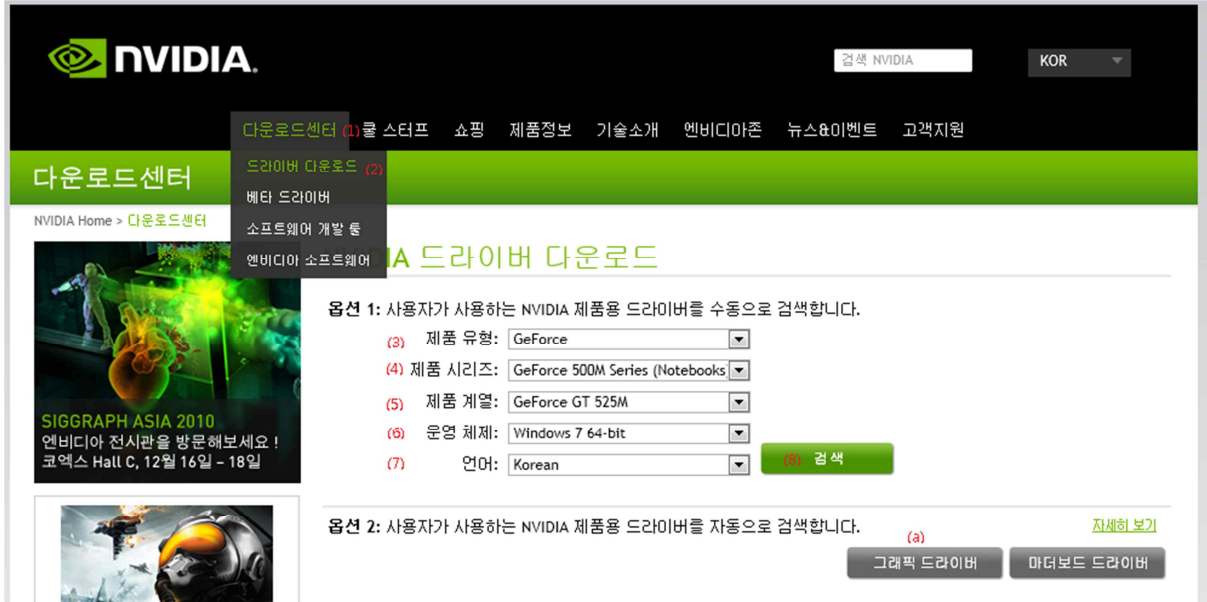 NVIDIA.
검색 NVIDIA
KOR
다운로드센터 (1) 쿨 스터프 쇼핑 제품정보 기술소개 엔비디아존 뉴스&이벤트 고객지원
드라이버 다운로드 (2)
베타 드라이버
소프트웨어 개발 툴
엔비디아 소프트웨어
다운로드센터
NVIDIA Home > 다운로드센터
IA 드라이버 다운로드
SIGGRAPH ASIA 2010
엔비디아 전시관을 방문해보세요 !
코엑스 Hall C, 12월 16일 – 18일
옵션 1: 사용자가 사용하는 NVIDIA 제품용 드라이버를 수동으로 검색합니다.
(3) 제품 유형: GeForce
(4) 제품 시리즈: GeForce 500M Series (Notebooks
(5) 제품 계열: GeForce GT 525M
(6) 운영 체제: Windows 7 64-bit
(7) 언어: Korean
(8) 검색
옵션 2: 사용자가 사용하는 NVIDIA 제품용 드라이버를 자동으로 검색합니다.
자세히 보기
(a)
그래픽 드라이버
마더보드 드라이버